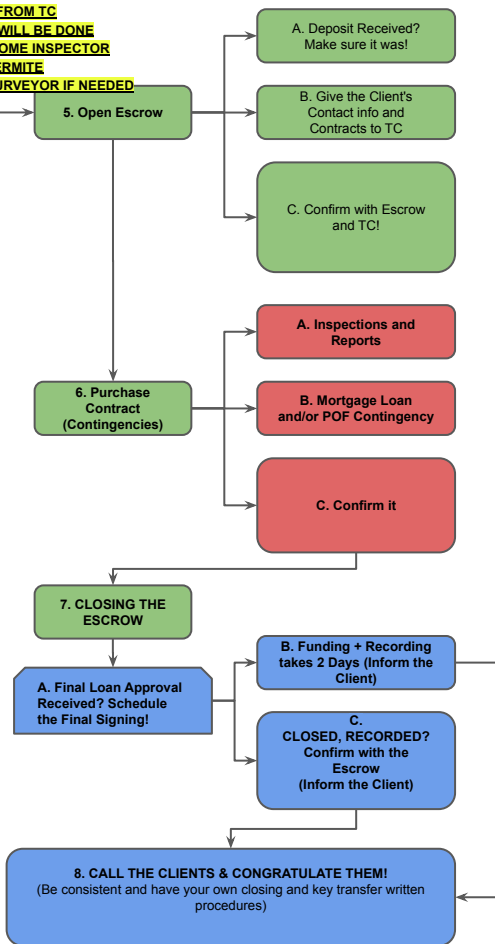 FROM TC
WILL BE DONE
OME INSPECTOR
ERMITE
URVEYOR IF NEEDED
5. Open Escrow
A. Deposit Received?
Make sure it was!
B. Give the Client's
Contact info and
Contracts to TC
C. Confirm with Escrow
and TC!
6. Purchase
Contract
(Contingencies)
A. Inspections and
Reports
B. Mortgage Loan
and/or POF Contingency
C. Confirm it
7. CLOSING THE
ESCROW
A. Final Loan Approval
Received? Schedule
the Final Signing!
B. Funding + Recording
takes 2 Days (Inform the
Client)
C.
CLOSED, RECORDED?
Confirm with the
Escrow
(Inform the Client)
8. CALL THE CLIENTS & CONGRATULATE THEM!
(Be consistent and have your own closing and key transfer written
procedures)